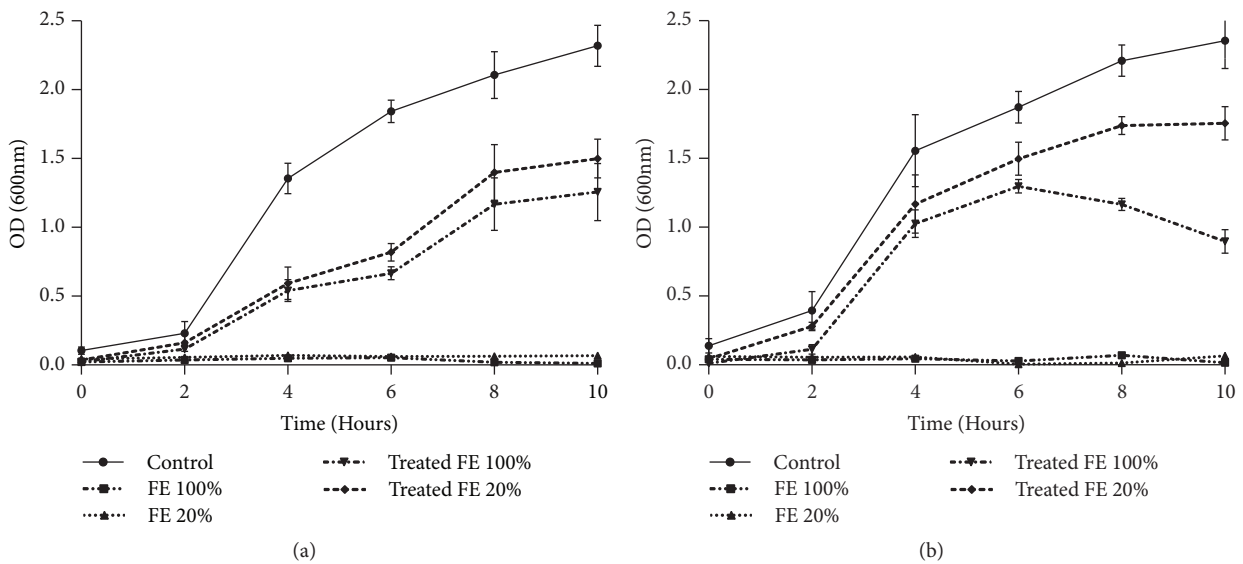 2.5
2.0
1.5
1.0
0.5
0.0
OD (600nm)
0 2 4 6 8 10
Time (Hours)
Control
FE 100%
FE 20%
Treated FE 100%
Treated FE 20%
(a)
2.5
2.0
1.5
1.0
0.5
0.0
OD (600nm)
0 2 4 6 8 10
Time (Hours)
Control
FE 100%
FE 20%
Treated FE 100%
Treated FE 20%
(b)